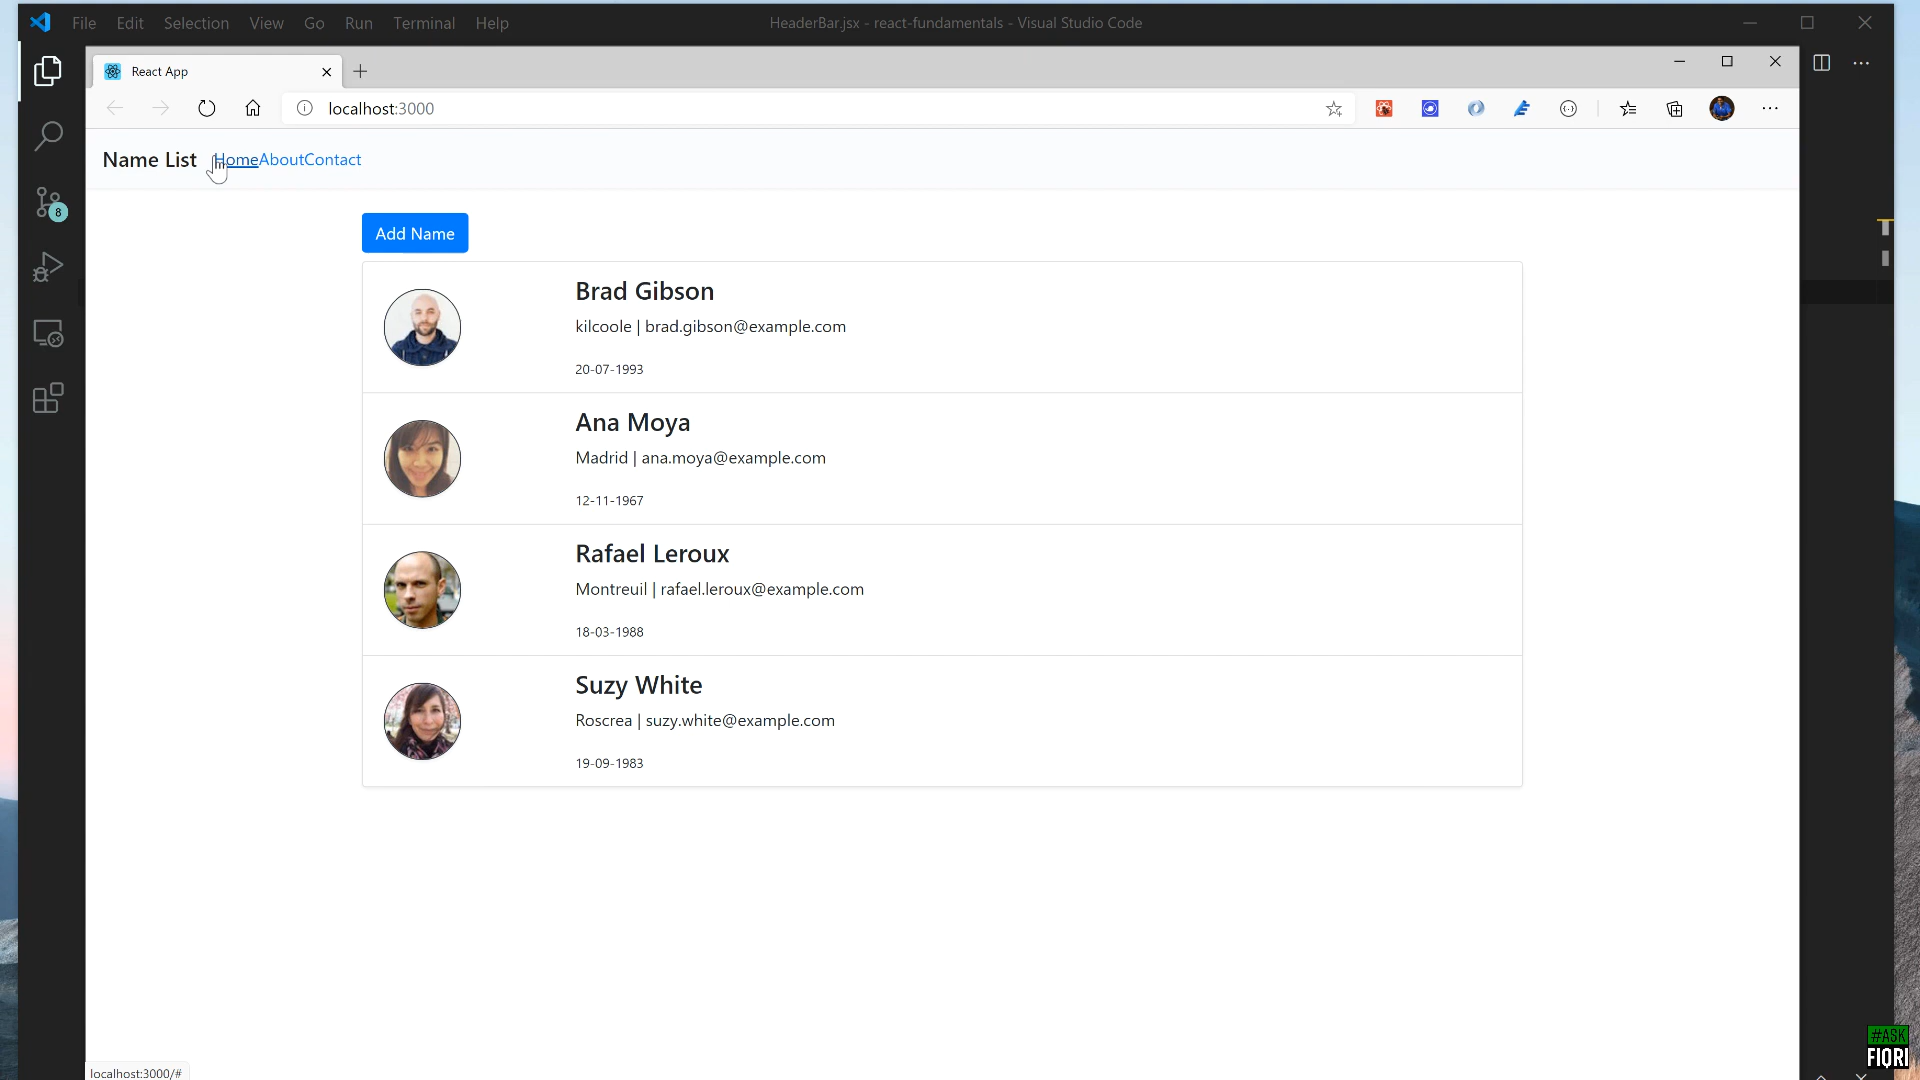 File Edit Selection View Go Run Terminal Help
HeaderBar.jsx - react-fundamentals - Visual Studio Code
React App
localhost:3000
Name List HomeAboutContact
Add Name
Brad Gibson
kilcoole | brad.gibson@example.com
20-07-1993
Ana Moya
Madrid | ana.moya@example.com
12-11-1967
Rafael Leroux
Montreuil | rafael.leroux@example.com
18-03-1988
Suzy White
Roscrea | suzy.white@example.com
19-09-1983
8
localhost:3000/#
#ASK
FIQRI